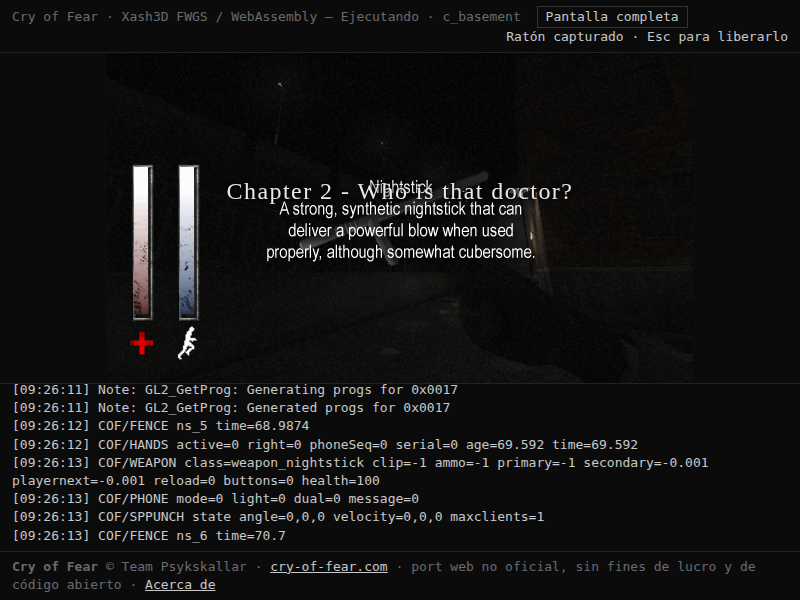 Cry of Fear · Xash3D FWGS / WebAssembly — Ejecutando · c_basement
Pantalla completa
Ratón capturado · Esc para liberarlo
Nightstick
Chapter 2 - Who is that doctor?
A strong, synthetic nightstick that can
deliver a powerful blow when used
properly, although somewhat cubersome.
[09:26:11] Note: GL2_GetProg: Generating progs for 0x0017
[09:26:11] Note: GL2_GetProg: Generated progs for 0x0017
[09:26:12] COF/FENCE ns_5 time=68.9874
[09:26:12] COF/HANDS active=0 right=0 phoneSeq=0 serial=0 age=69.592 time=69.592
[09:26:13] COF/WEAPON class=weapon_nightstick clip=-1 ammo=-1 primary=-1 secondary=-0.001
playernext=-0.001 reload=0 buttons=0 health=100
[09:26:13] COF/PHONE mode=0 light=0 dual=0 message=0
[09:26:13] COF/SPPUNCH state angle=0,0,0 velocity=0,0,0 maxclients=1
[09:26:13] COF/FENCE ns_6 time=70.7
Cry of Fear © Team Psykskallar · cry-of-fear.com · port web no oficial, sin fines de lucro y de
código abierto · Acerca de